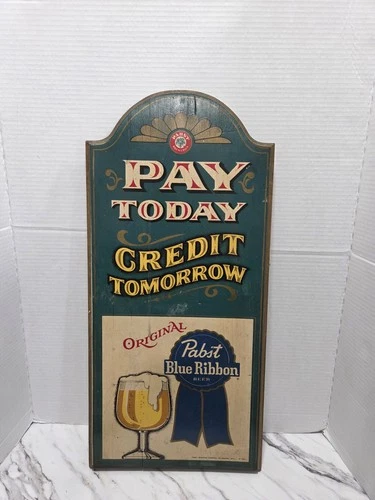 PAY
TODAY
CREDIT
TOMORROW
ORIGINAL
Pabst
Blue Ribbon
BEER